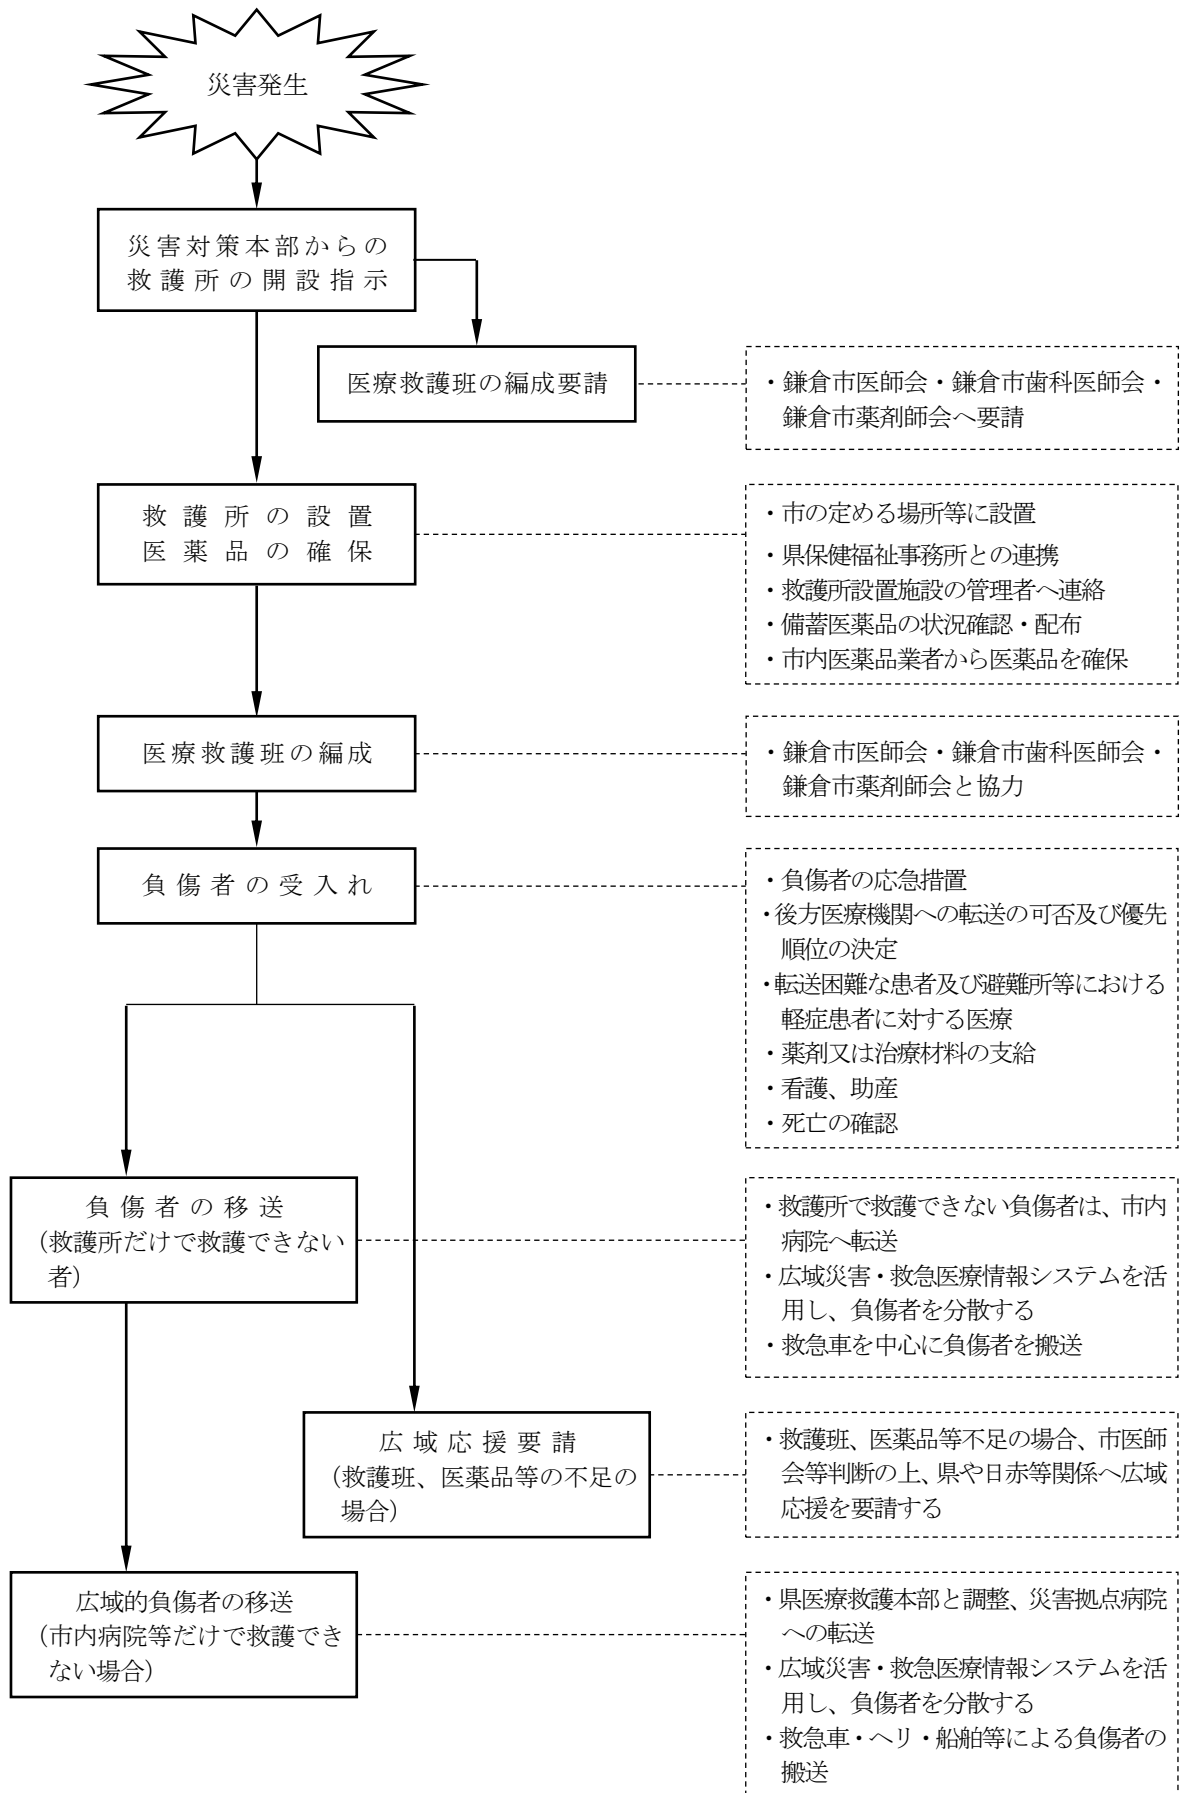 災害発生
災害対策本部からの
救護所の開設指示
医療救護班の編成要請
・鎌倉市医師会・鎌倉市歯科医師会・
鎌倉市薬剤師会へ要請
救護所の設置
医薬品の確保
・市の定める場所等に設置
・県保健福祉事務所との連携
・救護所設置施設の管理者へ連絡
・備蓄医薬品の状況確認・配布
・市内医薬品業者から医薬品を確保
医療救護班の編成
・鎌倉市医師会・鎌倉市歯科医師会・
鎌倉市薬剤師会と協力
負傷者の受入れ
・負傷者の応急措置
・後方医療機関への転送の可否及び優先
順位の決定
・転送困難な患者及び避難所等における
軽症患者に対する医療
・薬剤又は治療材料の支給
・看護、助産
・死亡の確認
負傷者の移送
（救護所だけで救護できない
者）
・救護所で救護できない負傷者は、市内
病院へ転送
・広域災害・救急医療情報システムを活
用し、負傷者を分散する
・救急車を中心に負傷者を搬送
広域応援要請
（救護班、医薬品等の不足の
場合）
・救護班、医薬品等不足の場合、市医師
会等判断の上、県や日赤等関係へ広域
応援を要請する
広域的負傷者の移送
（市内病院等だけで救護でき
ない場合）
・県医療救護本部と調整、災害拠点病院
への転送
・広域災害・救急医療情報システムを活
用し、負傷者を分散する
・救急車・ヘリ・船舶等による負傷者の
搬送